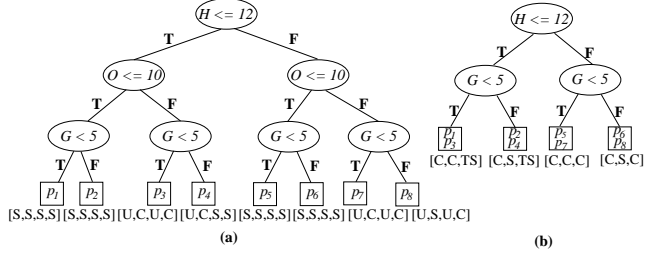 H <= 12
T F
O <= 10 O <= 10
T F T F
G < 5 G < 5 G < 5 G < 5
T F T F T F T F
p1 p2 p3 p4 p5 p6 p7 p8
[S,S,S,S] [S,S,S,S] [U,C,U,C] [U,C,S,S] [S,S,S,S] [S,S,S,S] [U,C,U,C] [U,S,U,C]
(a)
H <= 12
T F
G < 5 G < 5
T F T F
p1 p2 p5 p6
p3 p4 p7 p8
[C,C,TS] [C,S,TS] [C,C,C] [C,S,C]
(b)